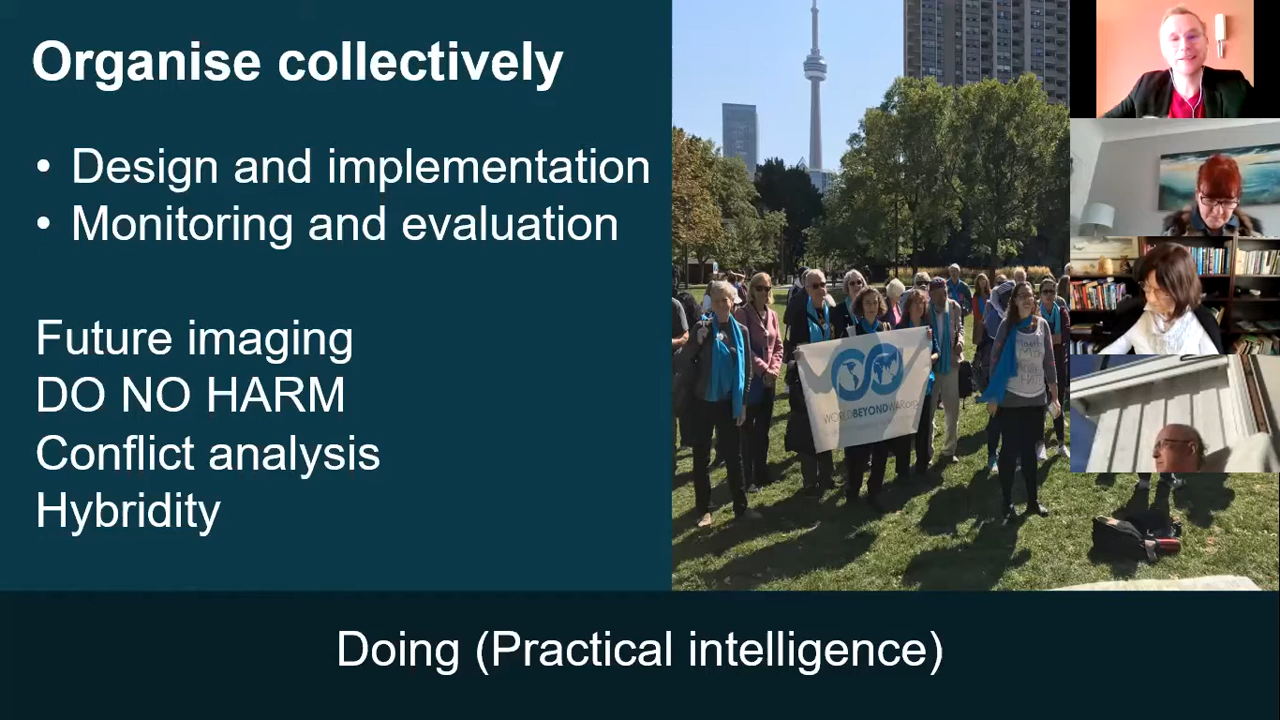 Organise collectively
• Design and implementation
• Monitoring and evaluation
Future imaging
DO NO HARM
Conflict analysis
Hybridity
WORLDBEYONDWAR.org
Doing (Practical intelligence)